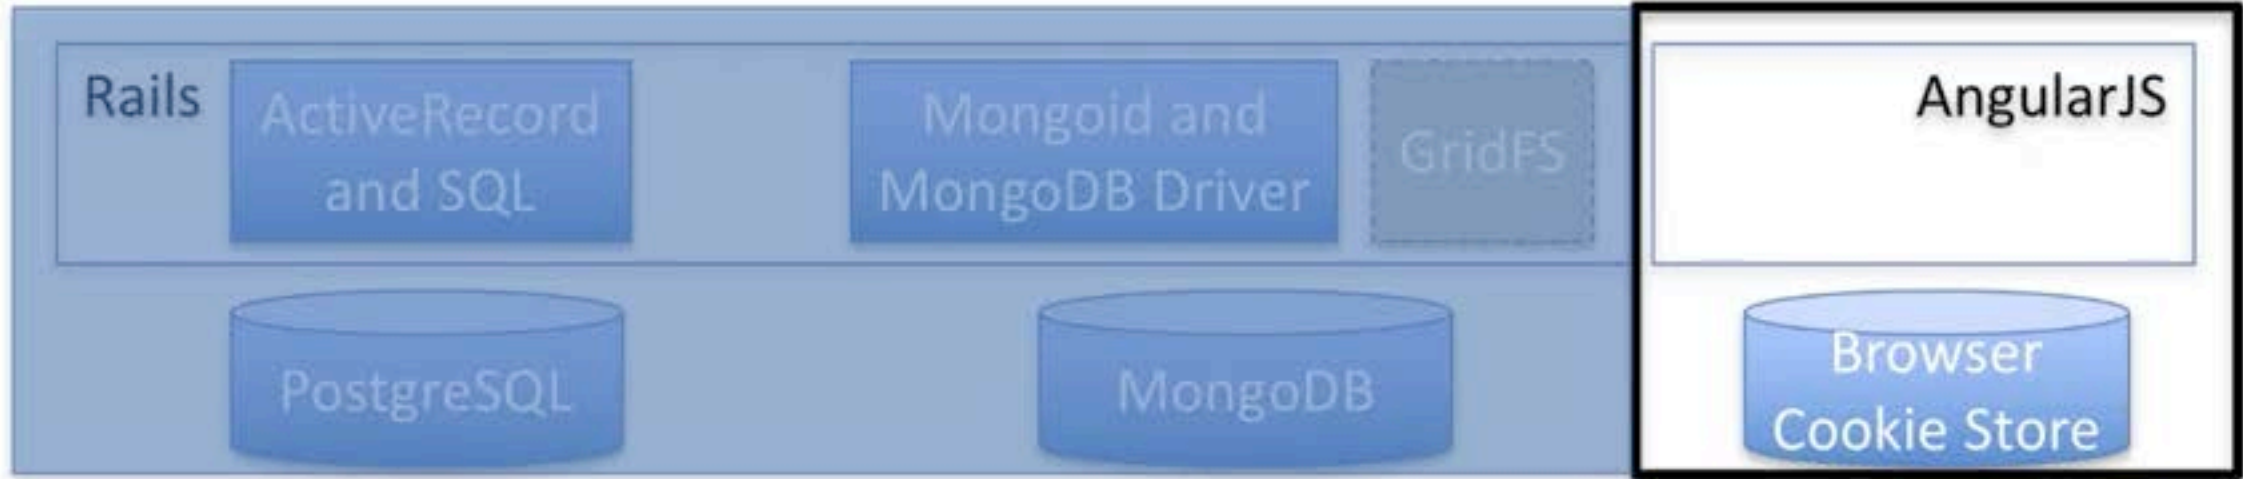 Rails
ActiveRecord
and SQL
Mongoid and
MongoDB Driver
GridFS
AngularJS
PostgreSQL
MongoDB
Browser
Cookie Store